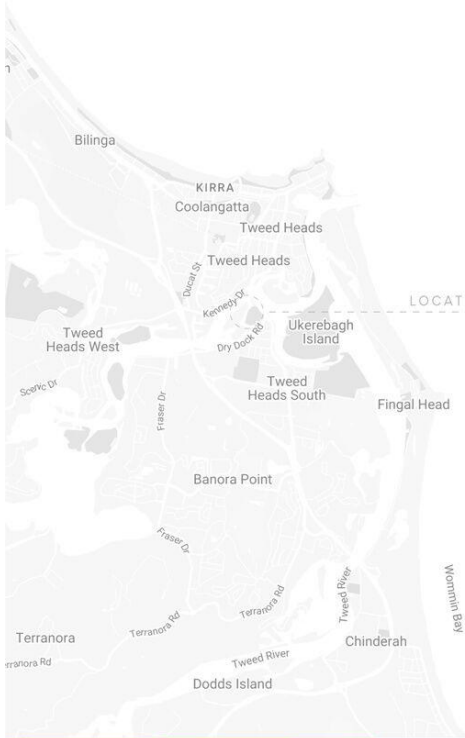 n
Bilinga
KIRRA
Coolangatta
Tweed Heads
Tweed Heads
Ducat St
Kennedy Dr
LOCAT
Ukerebagh
Island
Dry Dock Rd
Tweed
Heads West
Scenic Dr
Tweed
Heads South
Fraser Dr
Fingal Head
Banora Point
Fraser Dr
Tweed River
Wommin Bay
Terranora Rd
Terranora Rd
Terranora
Chinderah
erranora Rd
Tweed River
Dodds Island